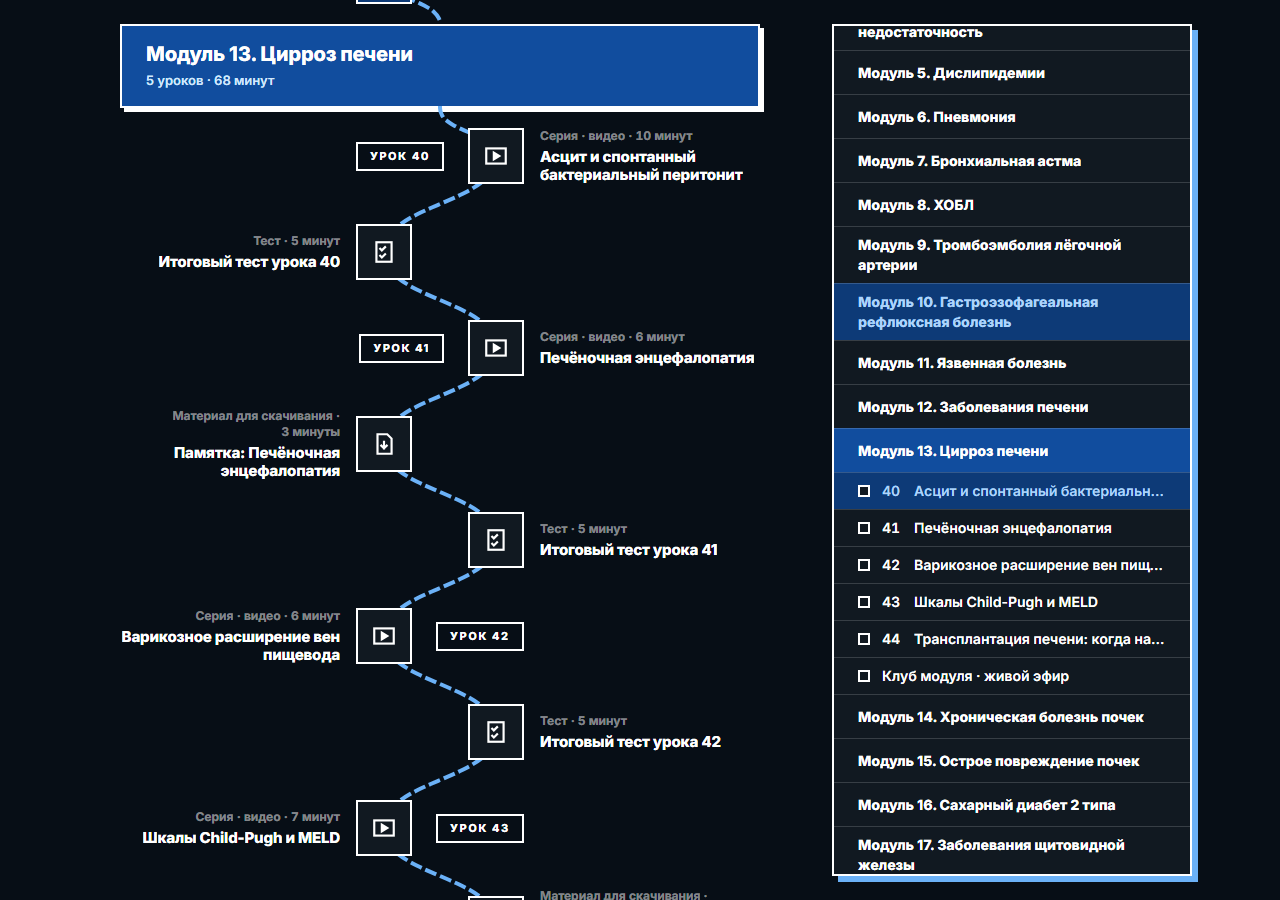 Модуль 13. Цирроз печени
5 уроков · 68 минут
УРОК 40
Серия · видео · 10 минут
Асцит и спонтанный
бактериальный перитонит
Тест · 5 минут
Итоговый тест урока 40
УРОК 41
Серия · видео · 6 минут
Печёночная энцефалопатия
Материал для скачивания ·
3 минуты
Памятка: Печёночная
энцефалопатия
Тест · 5 минут
Итоговый тест урока 41
Серия · видео · 6 минут
Варикозное расширение вен
пищевода
УРОК 42
Тест · 5 минут
Итоговый тест урока 42
Серия · видео · 7 минут
Шкалы Child-Pugh и MELD
УРОК 43
Материал для скачивания ·
недостаточность
Модуль 5. Дислипидемии
Модуль 6. Пневмония
Модуль 7. Бронхиальная астма
Модуль 8. ХОБЛ
Модуль 9. Тромбоэмболия лёгочной
артерии
Модуль 10. Гастроэзофагеальная
рефлюксная болезнь
Модуль 11. Язвенная болезнь
Модуль 12. Заболевания печени
Модуль 13. Цирроз печени
40 Асцит и спонтанный бактериальн...
41 Печёночная энцефалопатия
42 Варикозное расширение вен пищ...
43 Шкалы Child-Pugh и MELD
44 Трансплантация печени: когда на...
Клуб модуля · живой эфир
Модуль 14. Хроническая болезнь почек
Модуль 15. Острое повреждение почек
Модуль 16. Сахарный диабет 2 типа
Модуль 17. Заболевания щитовидной
железы